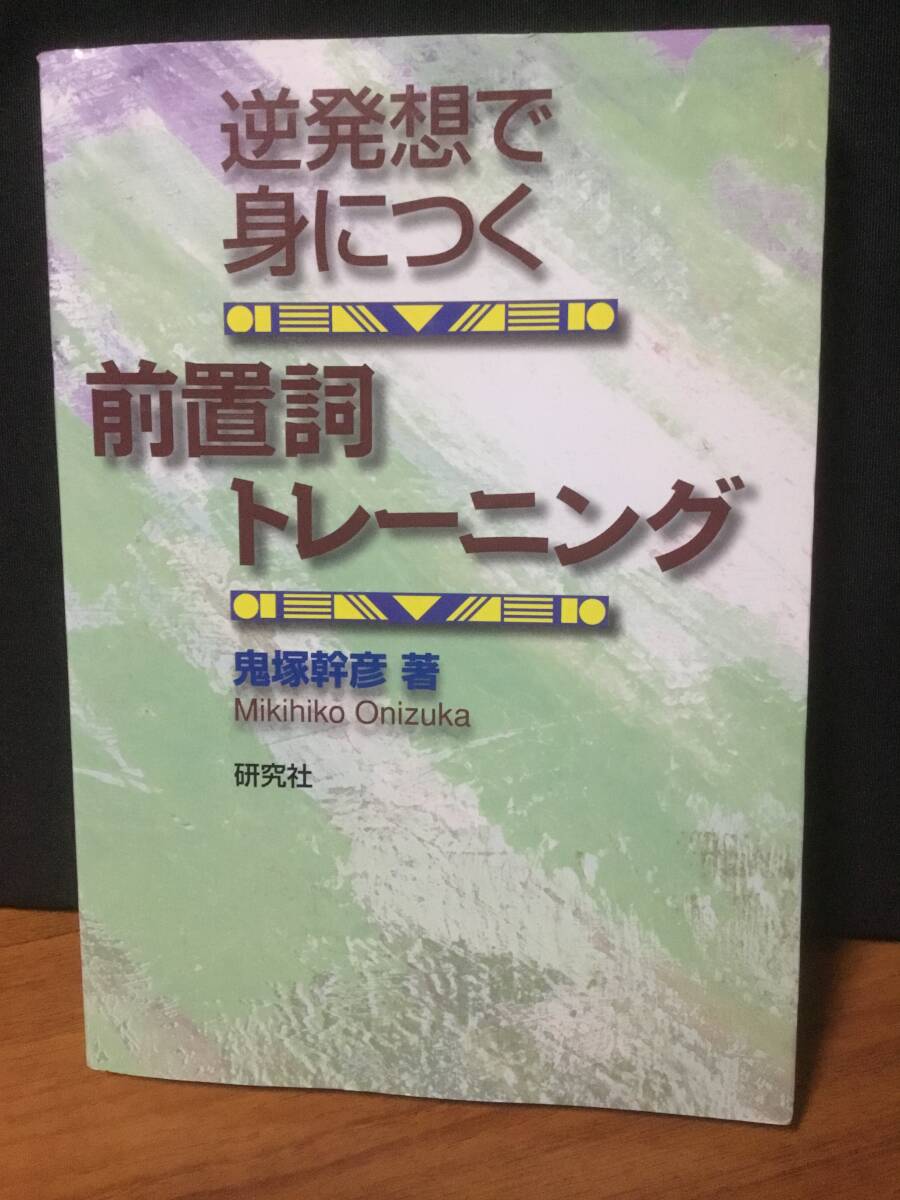 逆発想で
身につく
前置詞
トレーニング
鬼塚幹彦 著
Mikihiko Onizuka
研究社